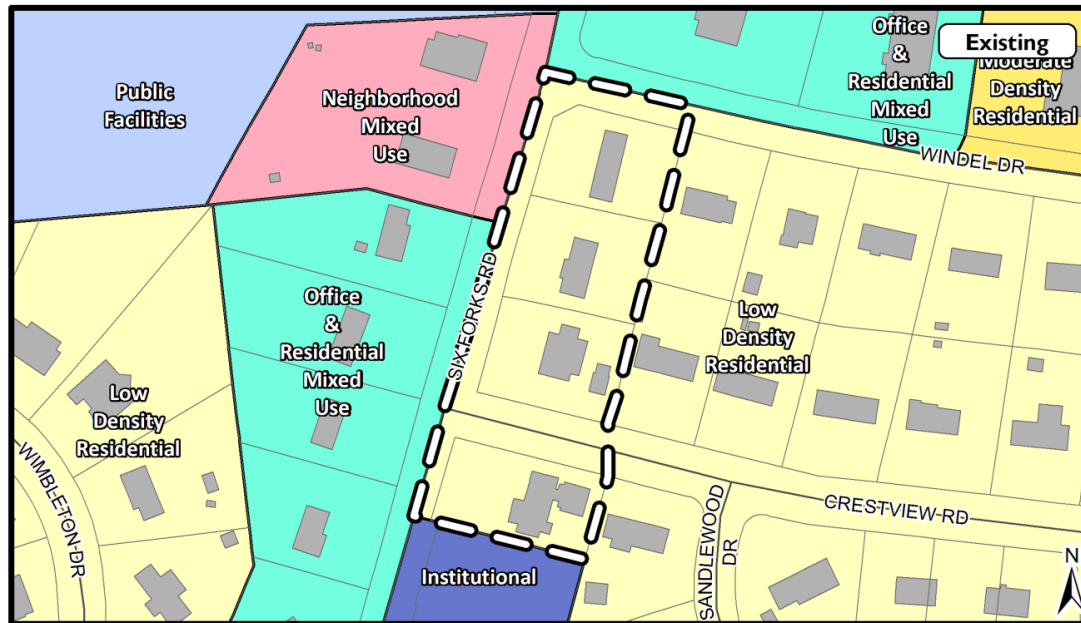 Public
Facilities
Neighborhood
Mixed
Use
Office
&
Residential
Mixed
Use
Existing
Moderate
Density
Residential
WINDEL DR
SIX FORKS RD
Office
&
Residential
Mixed
Use
Low
Density
Residential
Low
Density
Residential
WIMBLETON DR
CRESTVIEW RD
SANDLEWOOD
DR
Institutional
N